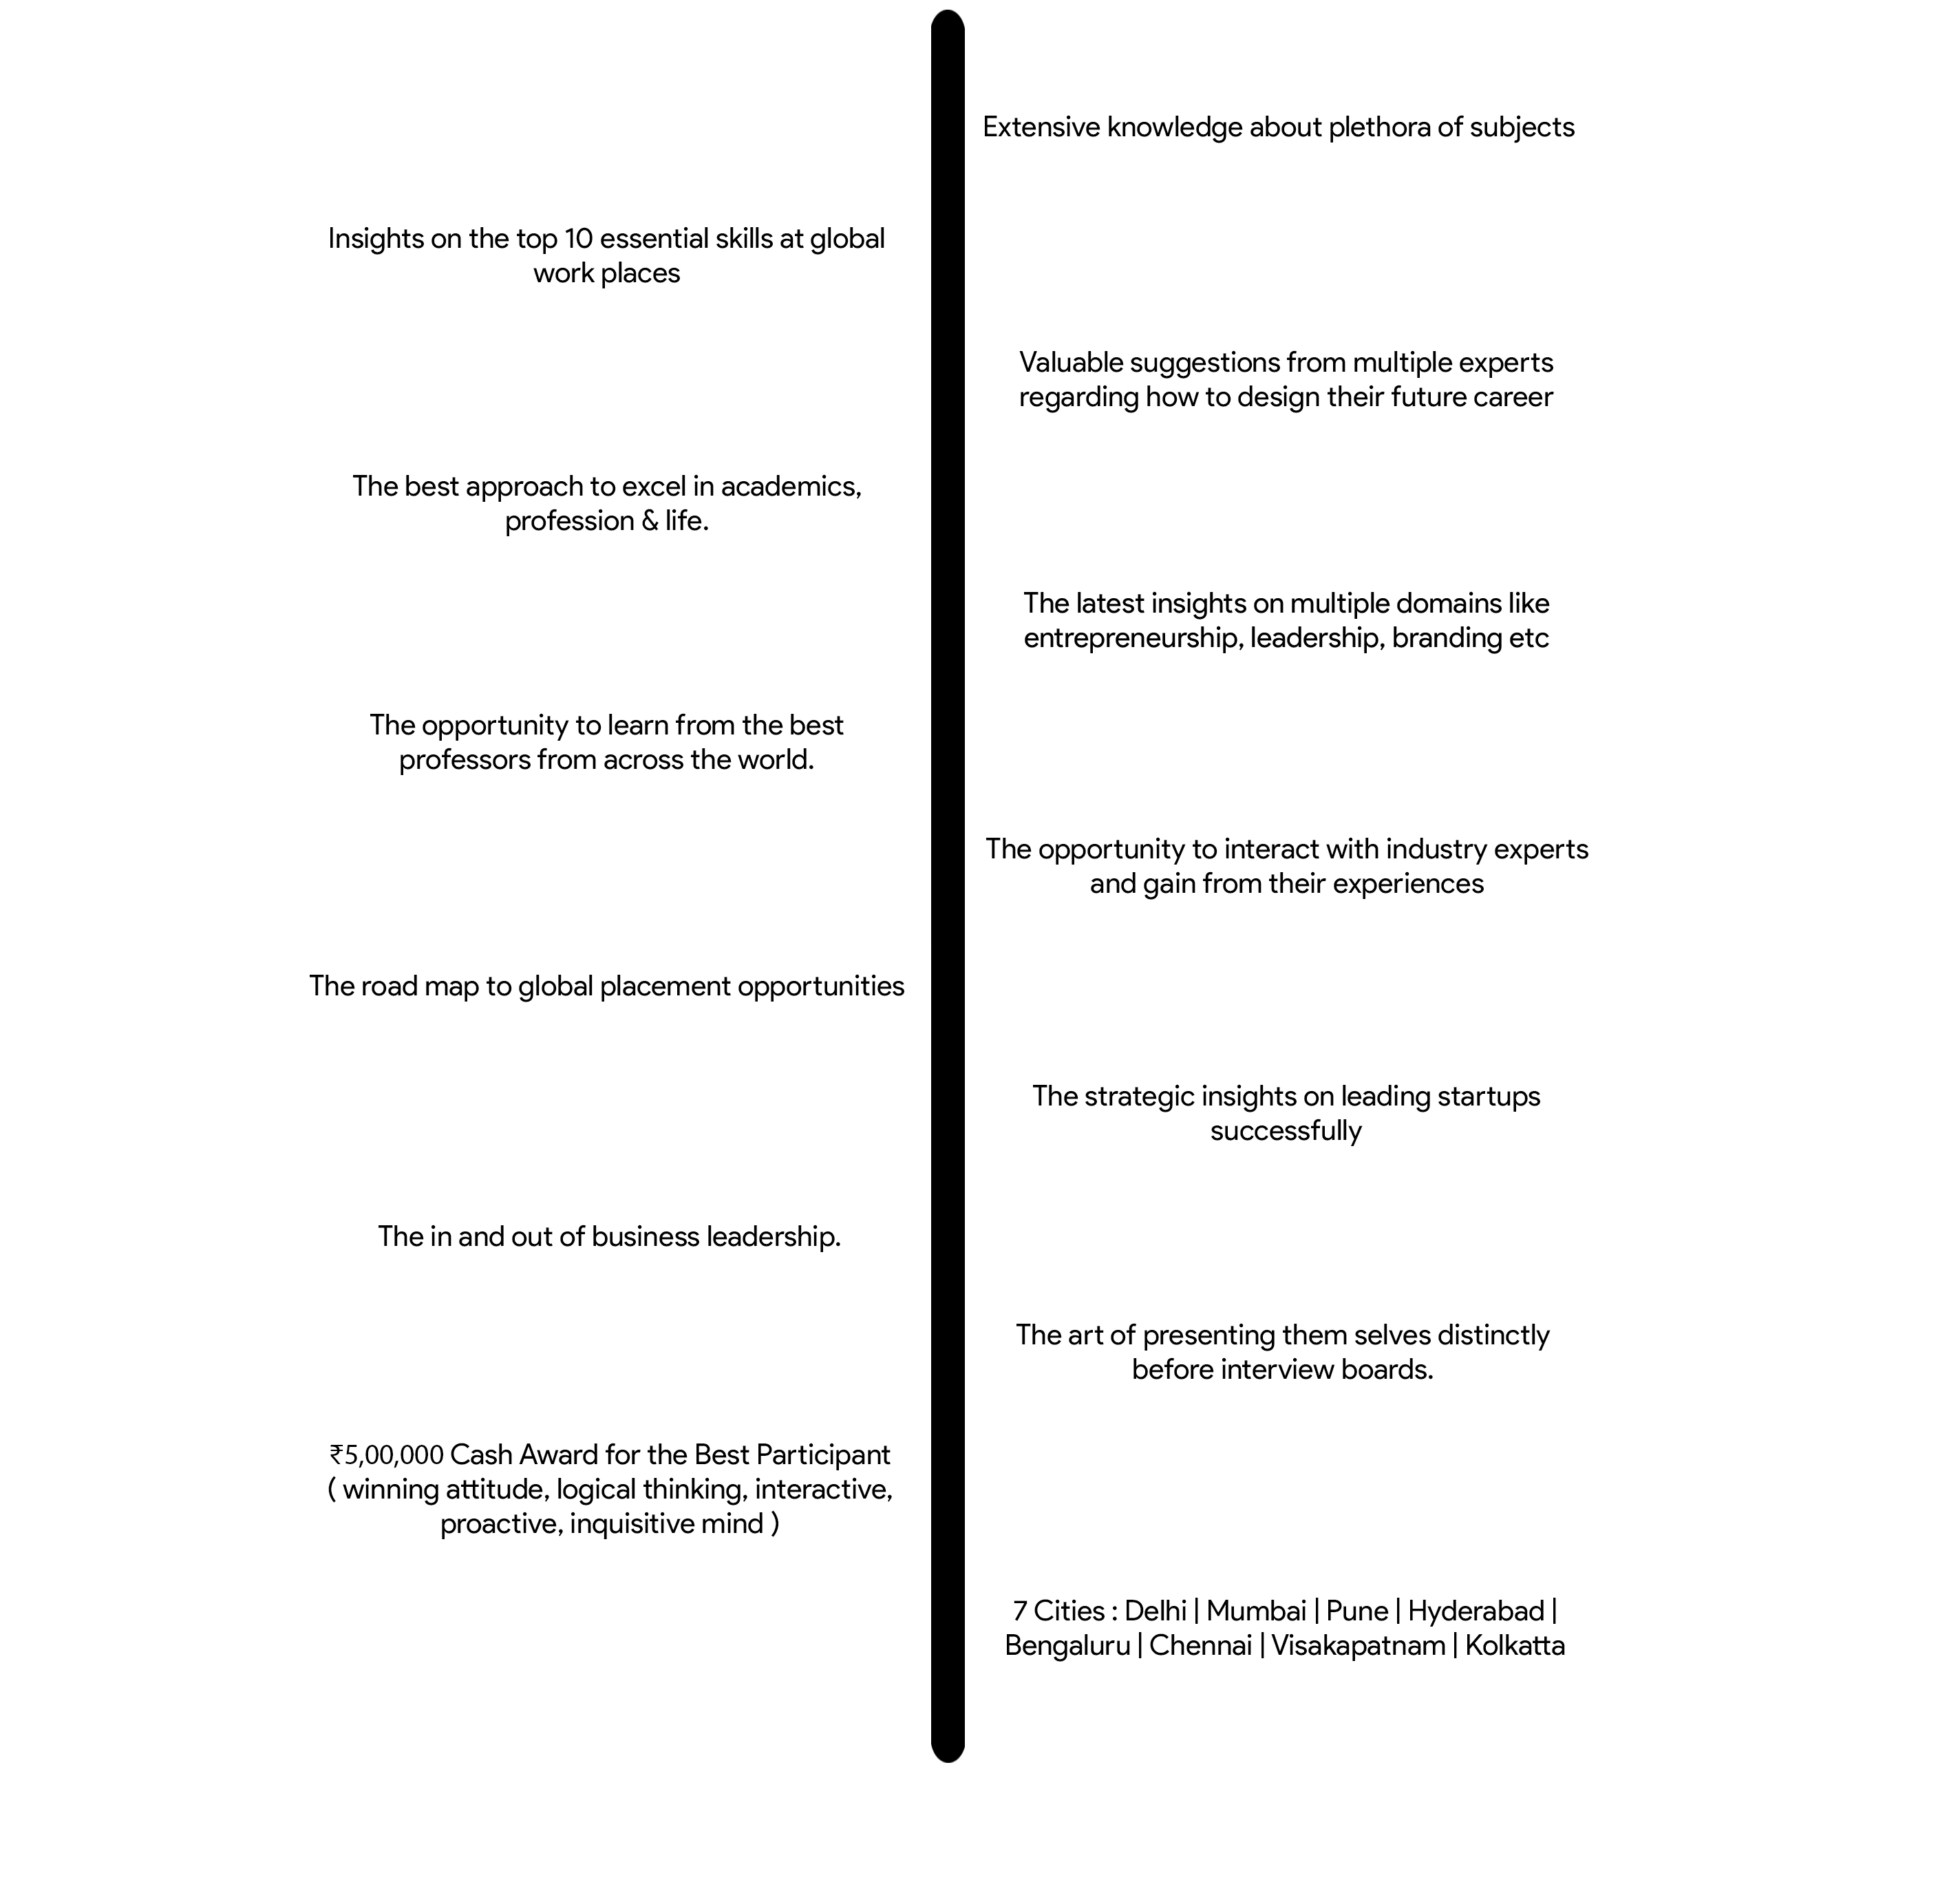 Extensive knowledge about plethora of subjects
Insights on the top 10 essential skills at global
work places
Valuable suggestions from multiple experts
regarding how to design their future career
The best approach to excel in academics,
profession & life.
The latest insights on multiple domains like
entrepreneurship, leadership, branding etc
The opportunity to learn from the best
professors from across the world.
The opportunity to interact with industry experts
and gain from their experiences
The road map to global placement opportunities
The strategic insights on leading startups
successfully
The in and out of business leadership.
The art of presenting them selves distinctly
before interview boards.
₹5,00,000 Cash Award for the Best Participant
( winning attitude, logical thinking, interactive,
proactive, inquisitive mind )
7 Cities : Delhi | Mumbai | Pune | Hyderabad |
Bengaluru | Chennai | Visakapatnam | Kolkatta